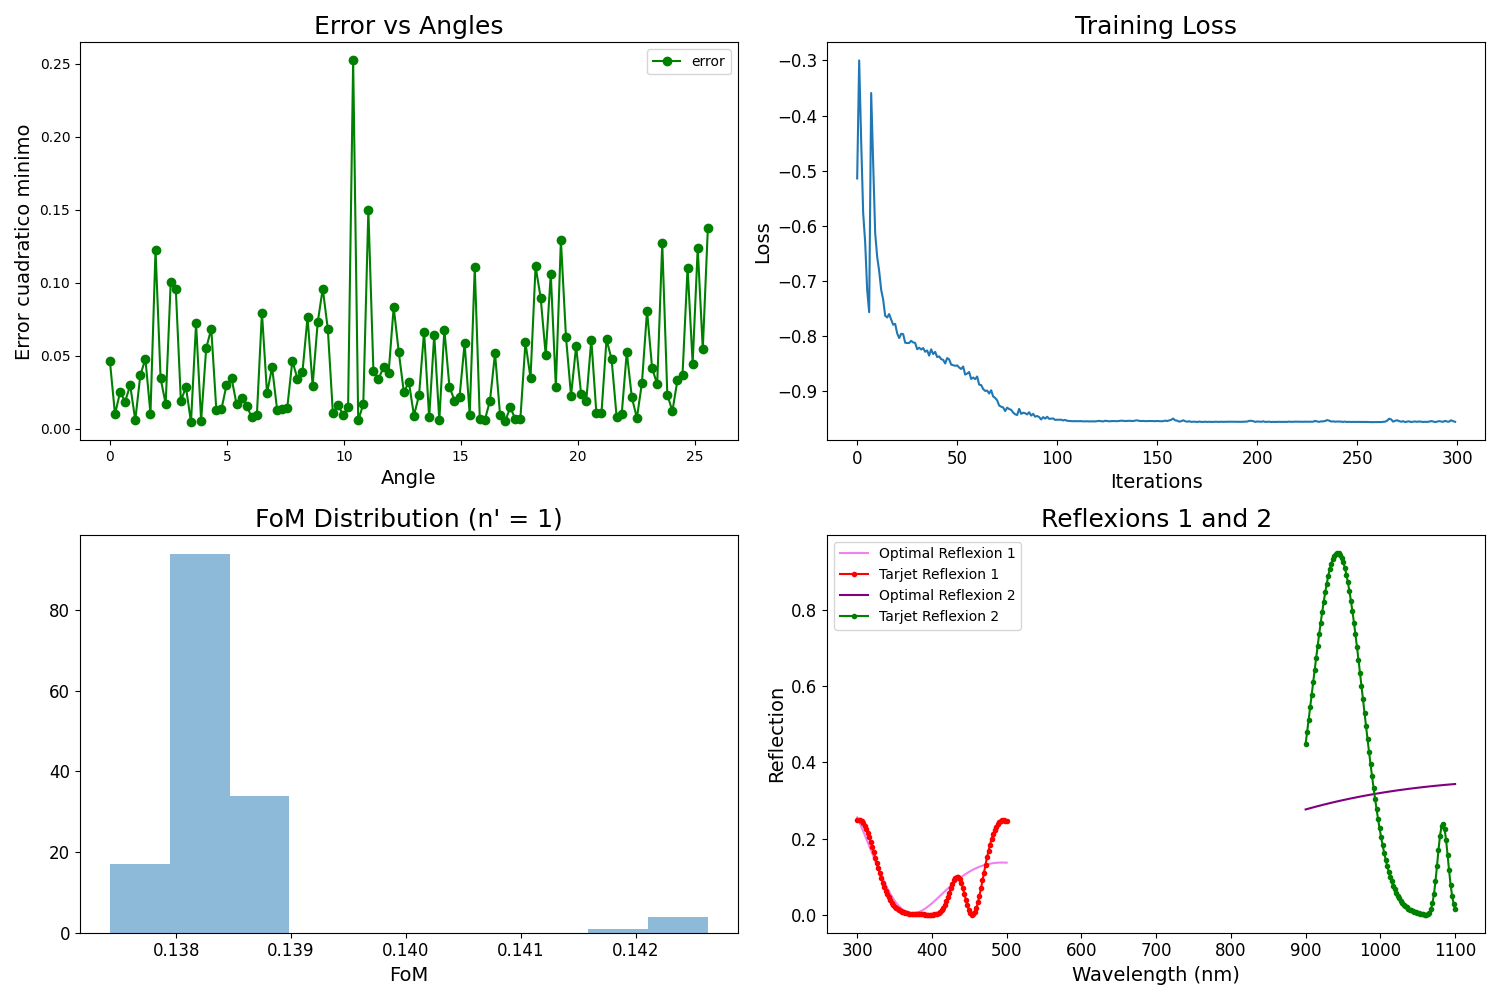 Error vs Angles
error
0.25
0.20
0.15
0.10
0.05
0.00
Error cuadratico minimo
0 5 10 15 20 25
Angle
Training Loss
−0.3
−0.4
−0.5
−0.6
−0.7
−0.8
−0.9
Loss
0 50 100 150 200 250 300
Iterations
FoM Distribution (n' = 1)
80
60
40
20
0
0.138 0.139 0.140 0.141 0.142
FoM
Reflexions 1 and 2
Optimal Reflexion 1
Tarjet Reflexion 1
Optimal Reflexion 2
Tarjet Reflexion 2
0.8
0.6
0.4
0.2
0.0
Reflection
300 400 500 600 700 800 900 1000 1100
Wavelength (nm)